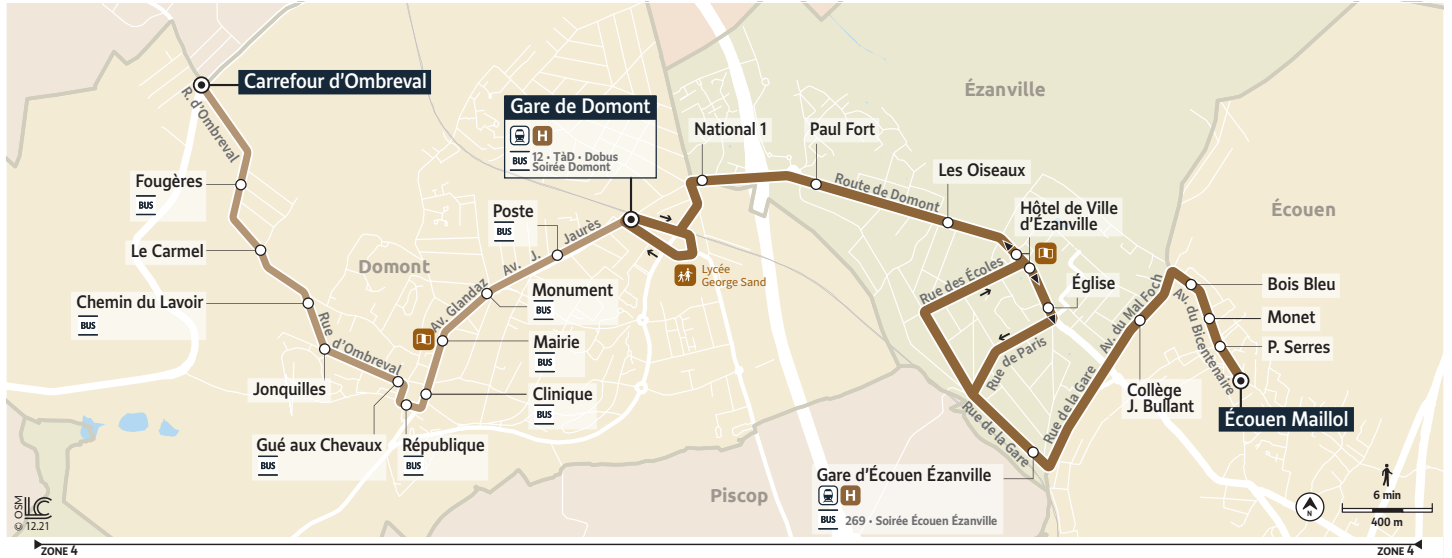 Carrefour d'Ombreval
R. d'Ombreval
Fougères
BUS
Le Carmel
Chemin du Lavoir
BUS
Rue
d'Ombreval
Jonquilles
Gué aux Chevaux
BUS
République
BUS
Clinique
BUS
Mairie
BUS
Av. Glandaz
Monument
BUS
Poste
BUS
Av. J. Jaurès
Domont
Gare de Domont
H
BUS 12 • TàD • Dobus
Soirée Domont
Lycée
George Sand
National 1
Paul Fort
Route de Domont
Ézanville
Les Oiseaux
Hôtel de Ville
d'Ézanville
Église
Rue des Écoles
Rue de Paris
Rue de la Gare
Gare d'Écouen Ézanville
H
BUS 269 • Soirée Écouen Ézanville
Piscop
Rue de la Gare
Av. du Mal Foch
Collège
J. Bullant
Écouen
Bois Bleu
Monet
P. Serres
Av. du Bicentenaire
Écouen Maillol
N
6 min
400 m
© OSM
LLC
12.21
ZONE 4
ZONE 4